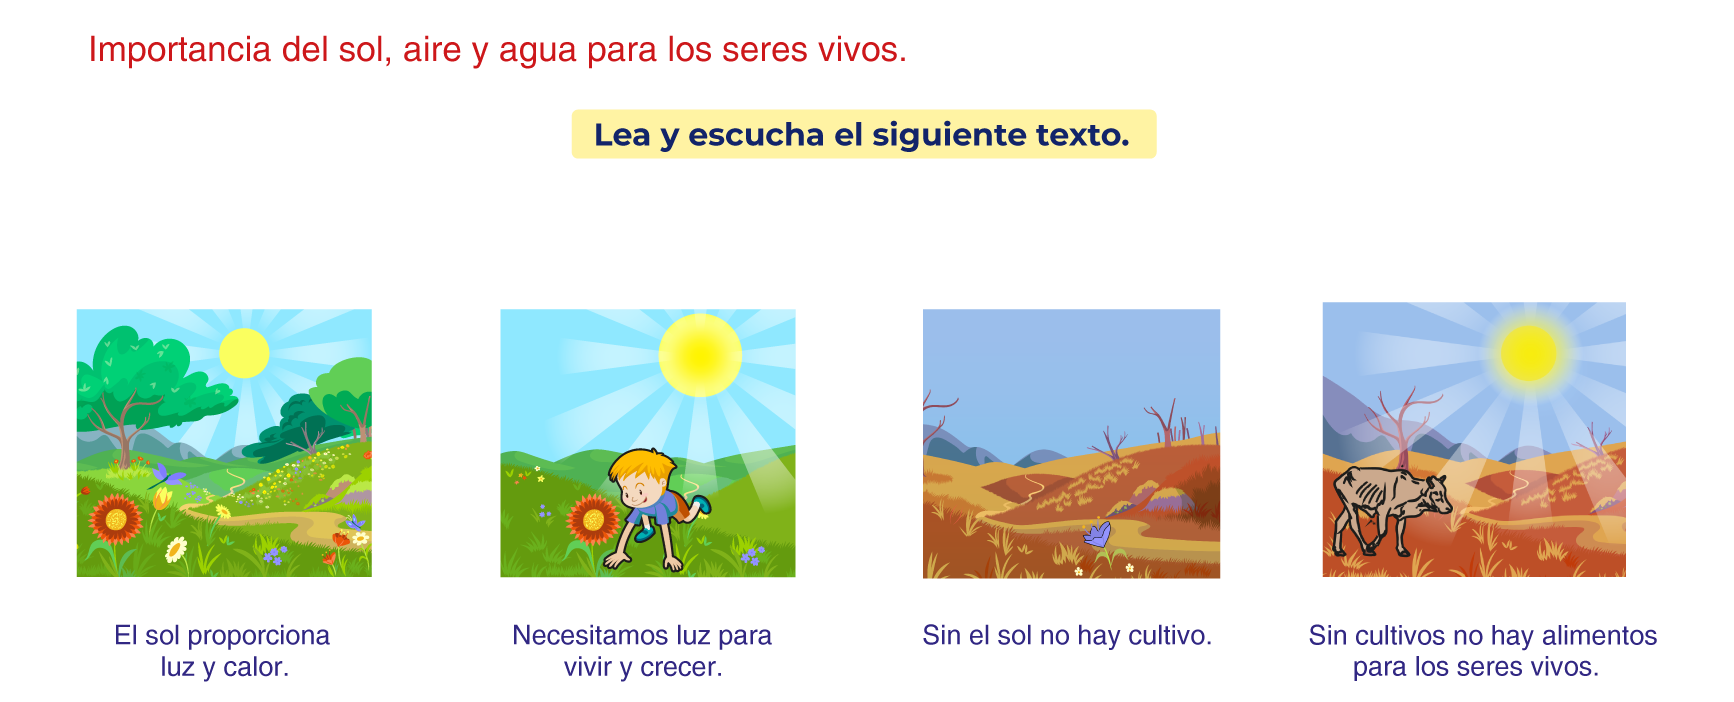 Importancia del sol, aire y agua para los seres vivos.
Lea y escucha el siguiente texto.
El sol proporciona
luz y calor.
Necesitamos luz para
vivir y crecer.
Sin el sol no hay cultivo.
Sin cultivos no hay alimentos
para los seres vivos.